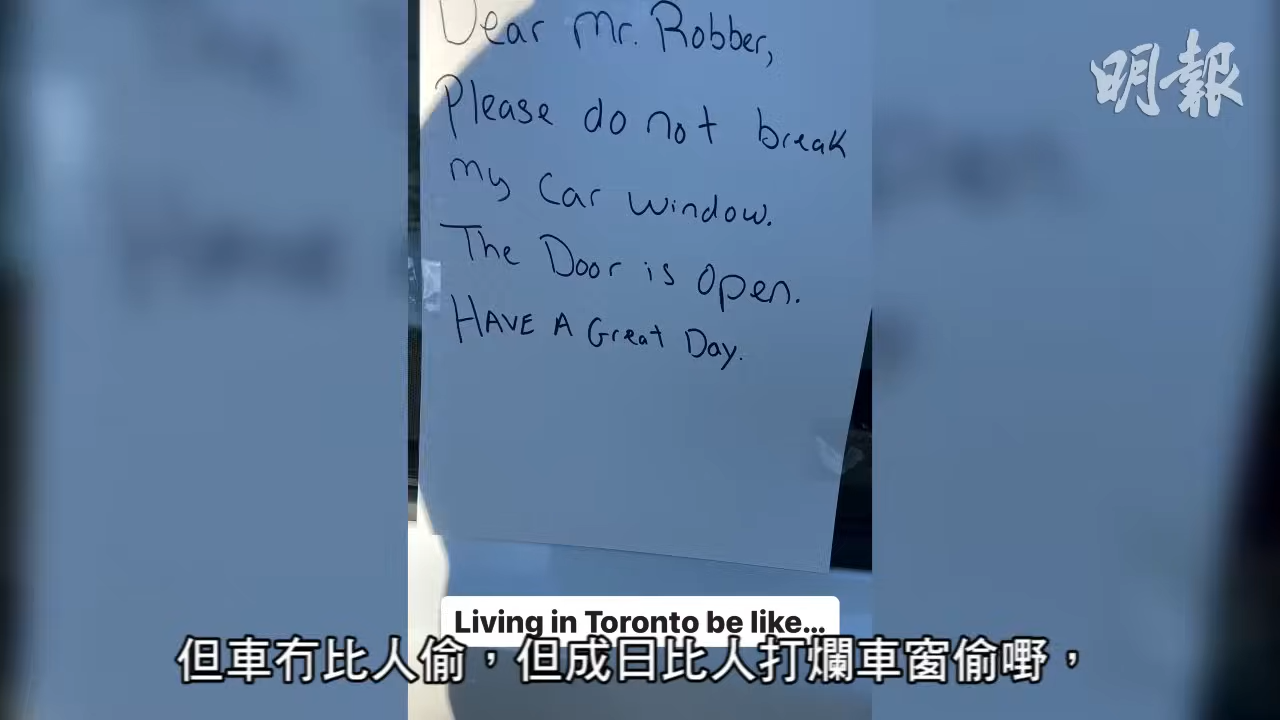 明報
Dear Mr. Robber,
Please do not break
my car window.
The Door is open.
HAVE A Great Day.
Living in Toronto be like...
但車冇比人偷，但成日比人打爛車窗偷嘢，